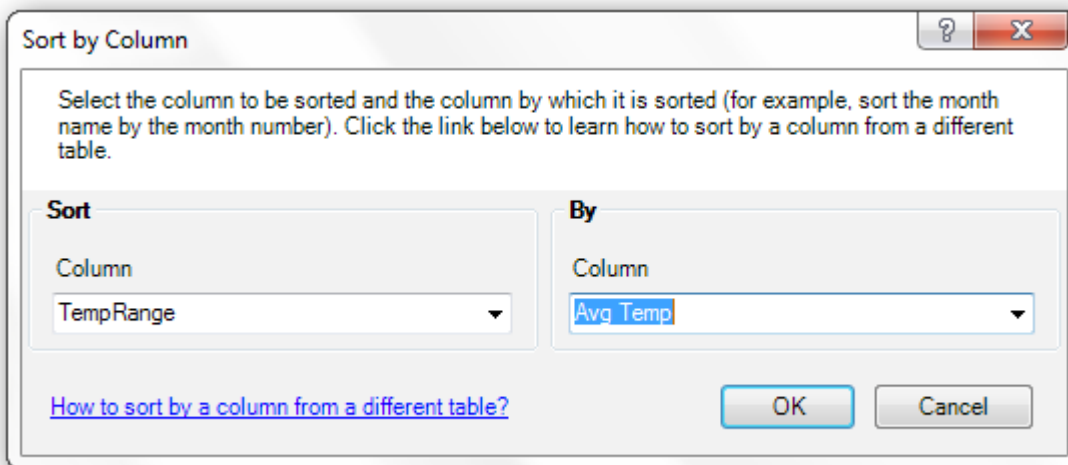 Sort by Column
?
X
Select the column to be sorted and the column by which it is sorted (for example, sort the month
name by the month number). Click the link below to learn how to sort by a column from a different
table.
Sort
By
Column
Column
TempRange
Avg Temp
How to sort by a column from a different table?
OK
Cancel